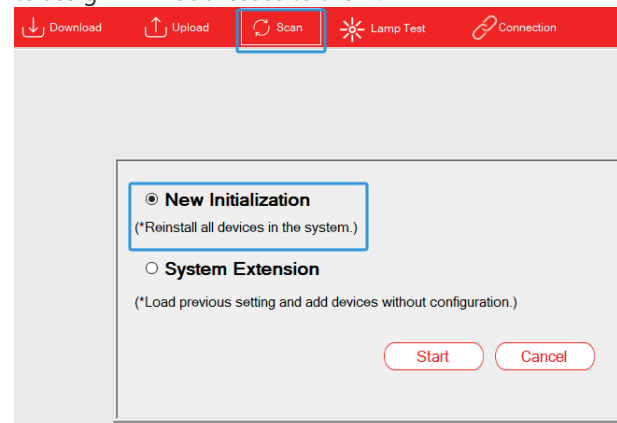 Download Upload Scan Lamp Test Connection
New Initialization
(*Reinstall all devices in the system.)
System Extension
(*Load previous setting and add devices without configuration.)
Start Cancel